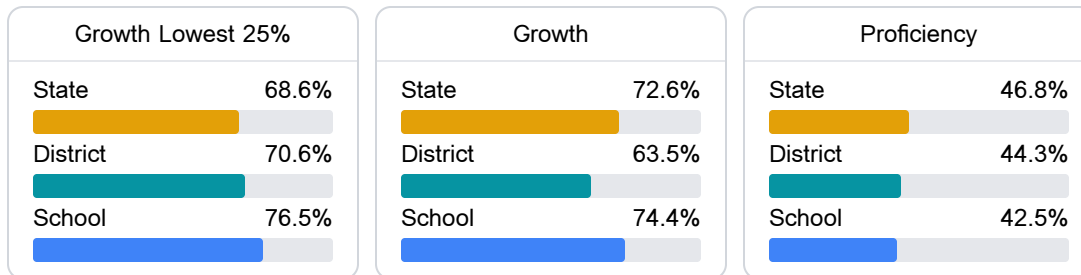 Growth Lowest 25%
State 68.6%
District 70.6%
School 76.5%
Growth
State 72.6%
District 63.5%
School 74.4%
Proficiency
State 46.8%
District 44.3%
School 42.5%